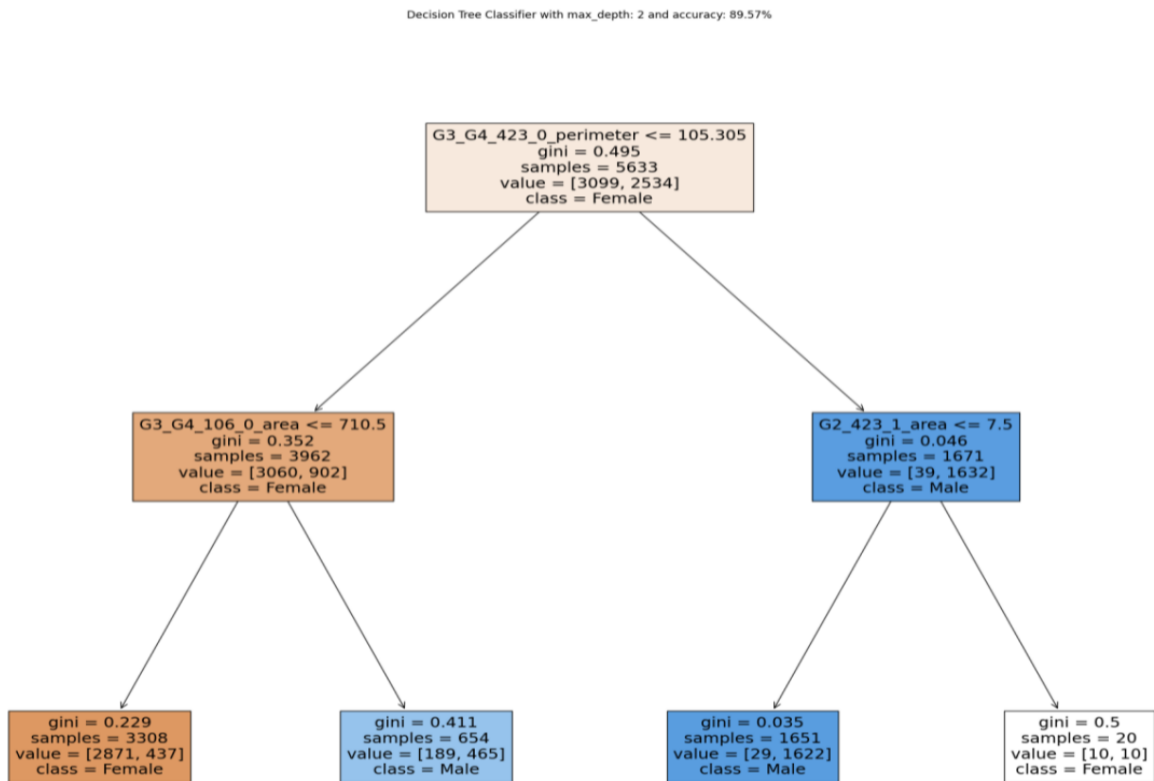 Decision Tree Classifier with max_depth: 2 and accuracy: 89.57%
G3_G4_423_0_perimeter <= 105.305
gini = 0.495
samples = 5633
value = [3099, 2534]
class = Female
G3_G4_106_0_area <= 710.5
gini = 0.352
samples = 3962
value = [3060, 902]
class = Female
G2_423_1_area <= 7.5
gini = 0.046
samples = 1671
value = [39, 1632]
class = Male
gini = 0.229
samples = 3308
value = [2871, 437]
class = Female
gini = 0.411
samples = 654
value = [189, 465]
class = Male
gini = 0.035
samples = 1651
value = [29, 1622]
class = Male
gini = 0.5
samples = 20
value = [10, 10]
class = Female